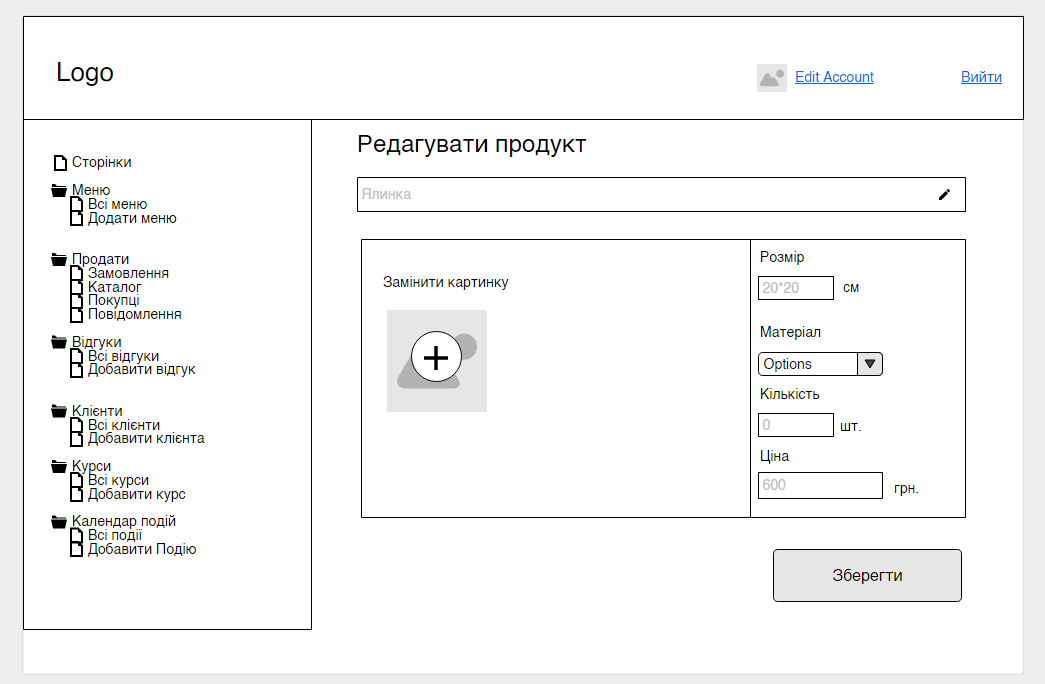 Logo
Edit Account
Вийти
Сторінки
Меню
Всі меню
Додати меню
Продати
Замовлення
Каталог
Покупці
Повідомлення
Відгуки
Всі відгуки
Добавити відгук
Клієнти
Всі клієнти
Добавити клієнта
Курси
Всі курси
Добавити курс
Календар подій
Всі події
Добавити Подію
Редагувати продукт
Ялинка
Замінити картинку
Розмір
20*20 см
Матеріал
Options
Кількість
0 шт.
Ціна
600 грн.
Зберегти